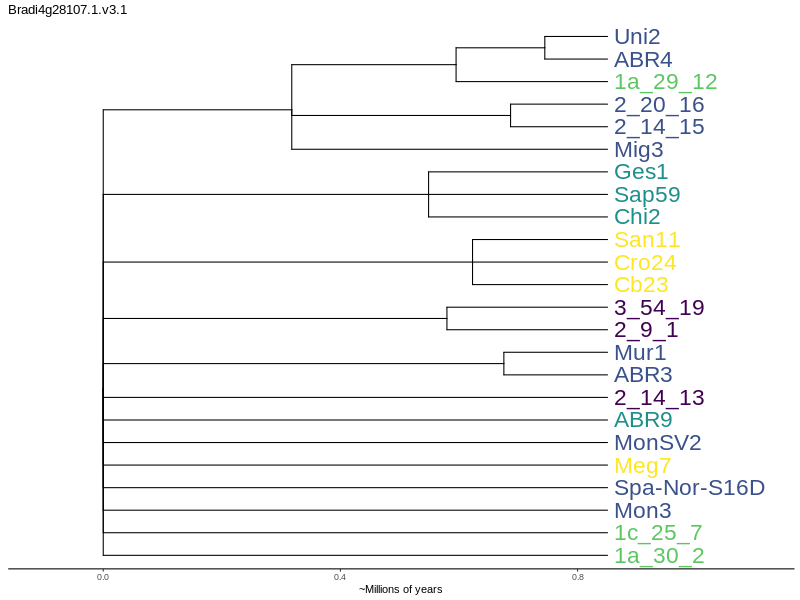 Bradi4g28107.1.v3.1
Uni2
ABR4
1a_29_12
2_20_16
2_14_15
Mig3
Ges1
Sap59
Chi2
San11
Cro24
Cb23
3_54_19
2_9_1
Mur1
ABR3
2_14_13
ABR9
MonSV2
Meg7
Spa-Nor-S16D
Mon3
1c_25_7
1a_30_2
0.0 0.4 0.8
~Millions of years